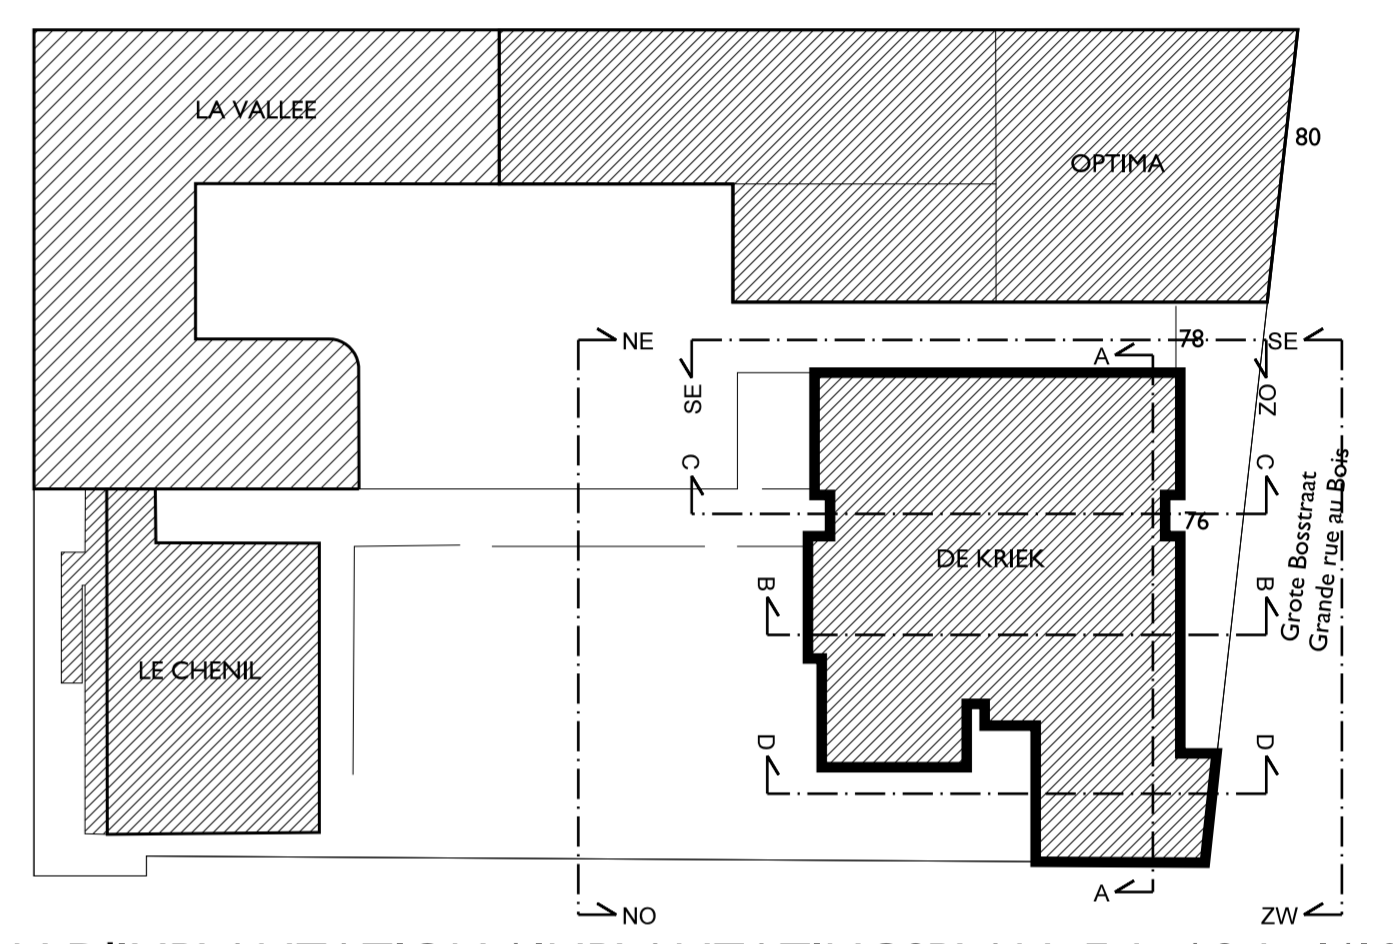 LA VALLEE
OPTIMA
80
NE
78
SE
A
SE
OZ
C
C
76
DE KRIEK
Grote Bosstraat
Grande rue au Bois
B
B
LE CHENIL
D
D
A
NO
ZW